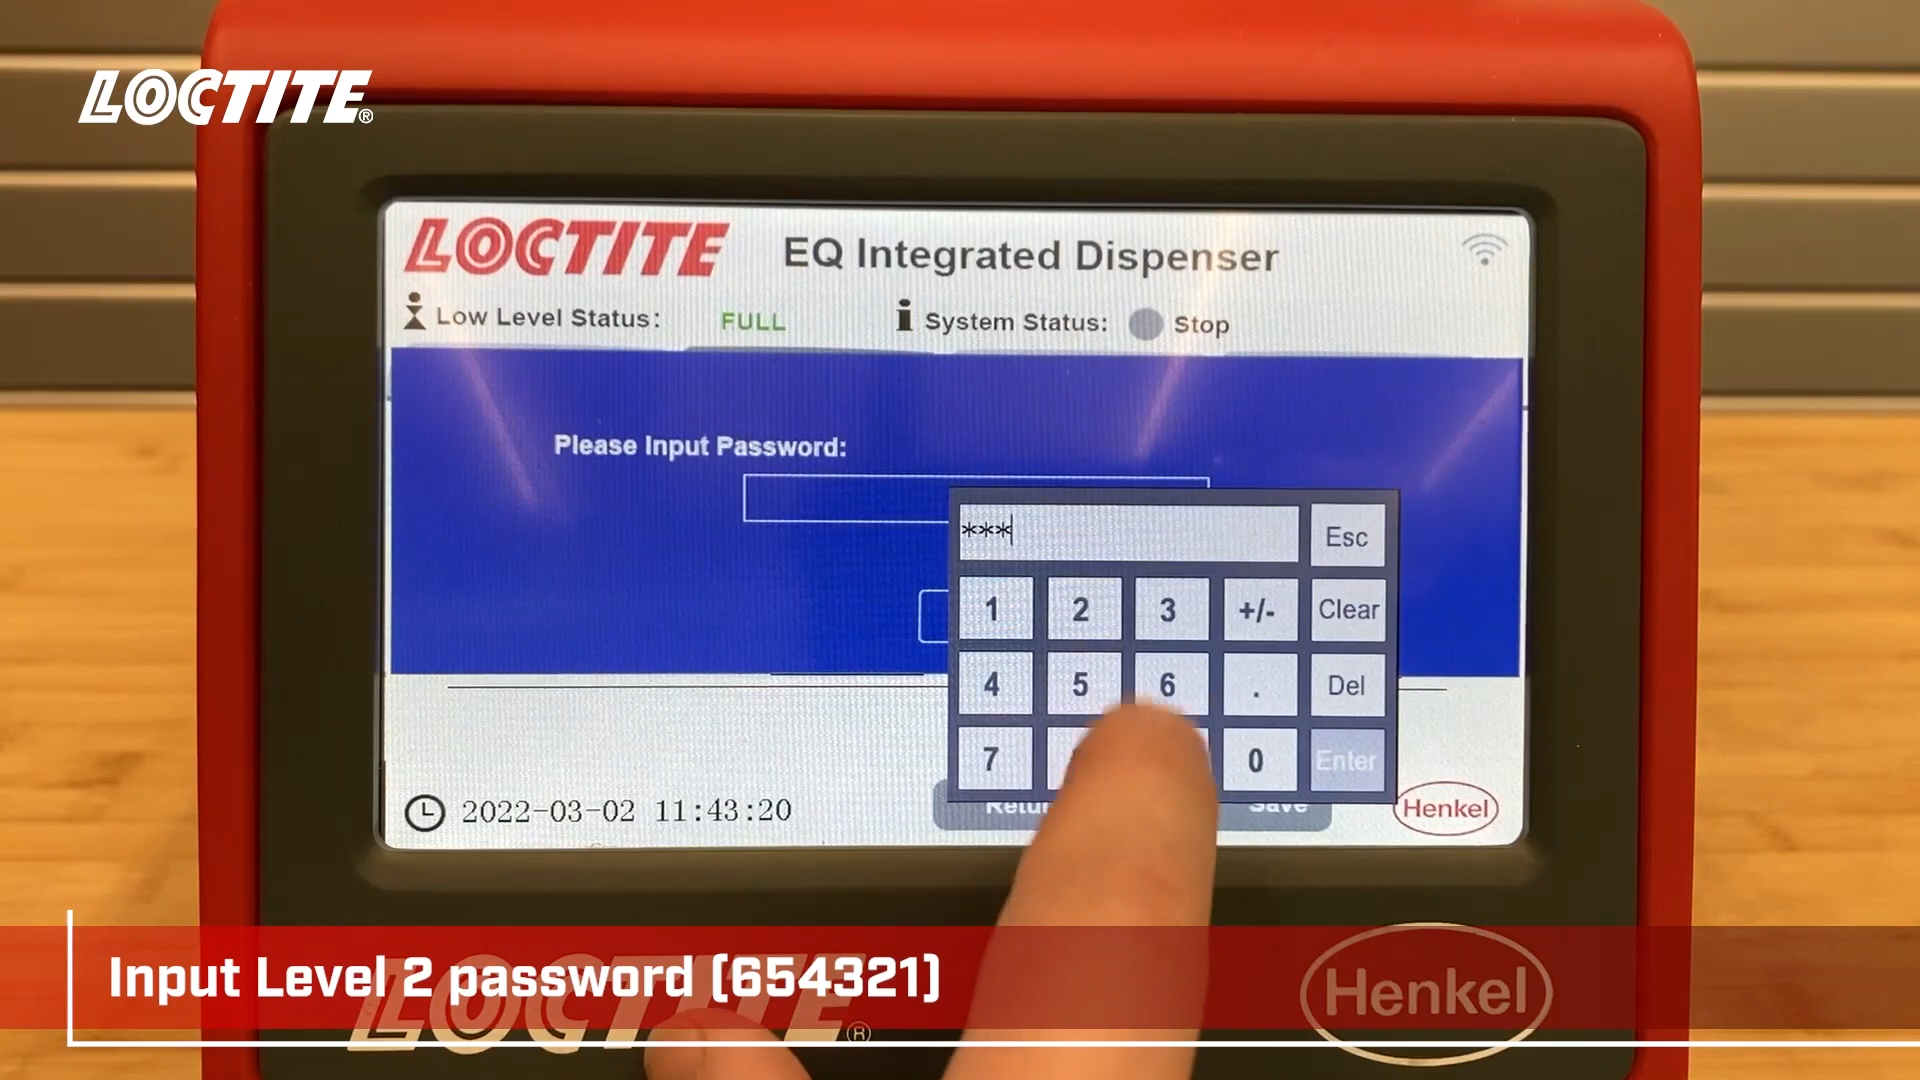 LOCTITE®
LOCTITE EQ Integrated Dispenser
Low Level Status: FULL System Status: Stop
Please Input Password:
*** Esc
1 2 3 +/- Clear
4 5 6 . Del
7 0 Enter
2022-03-02 11:43:20 Save Henkel
Input Level 2 password (654321)
LOCTITE® Henkel